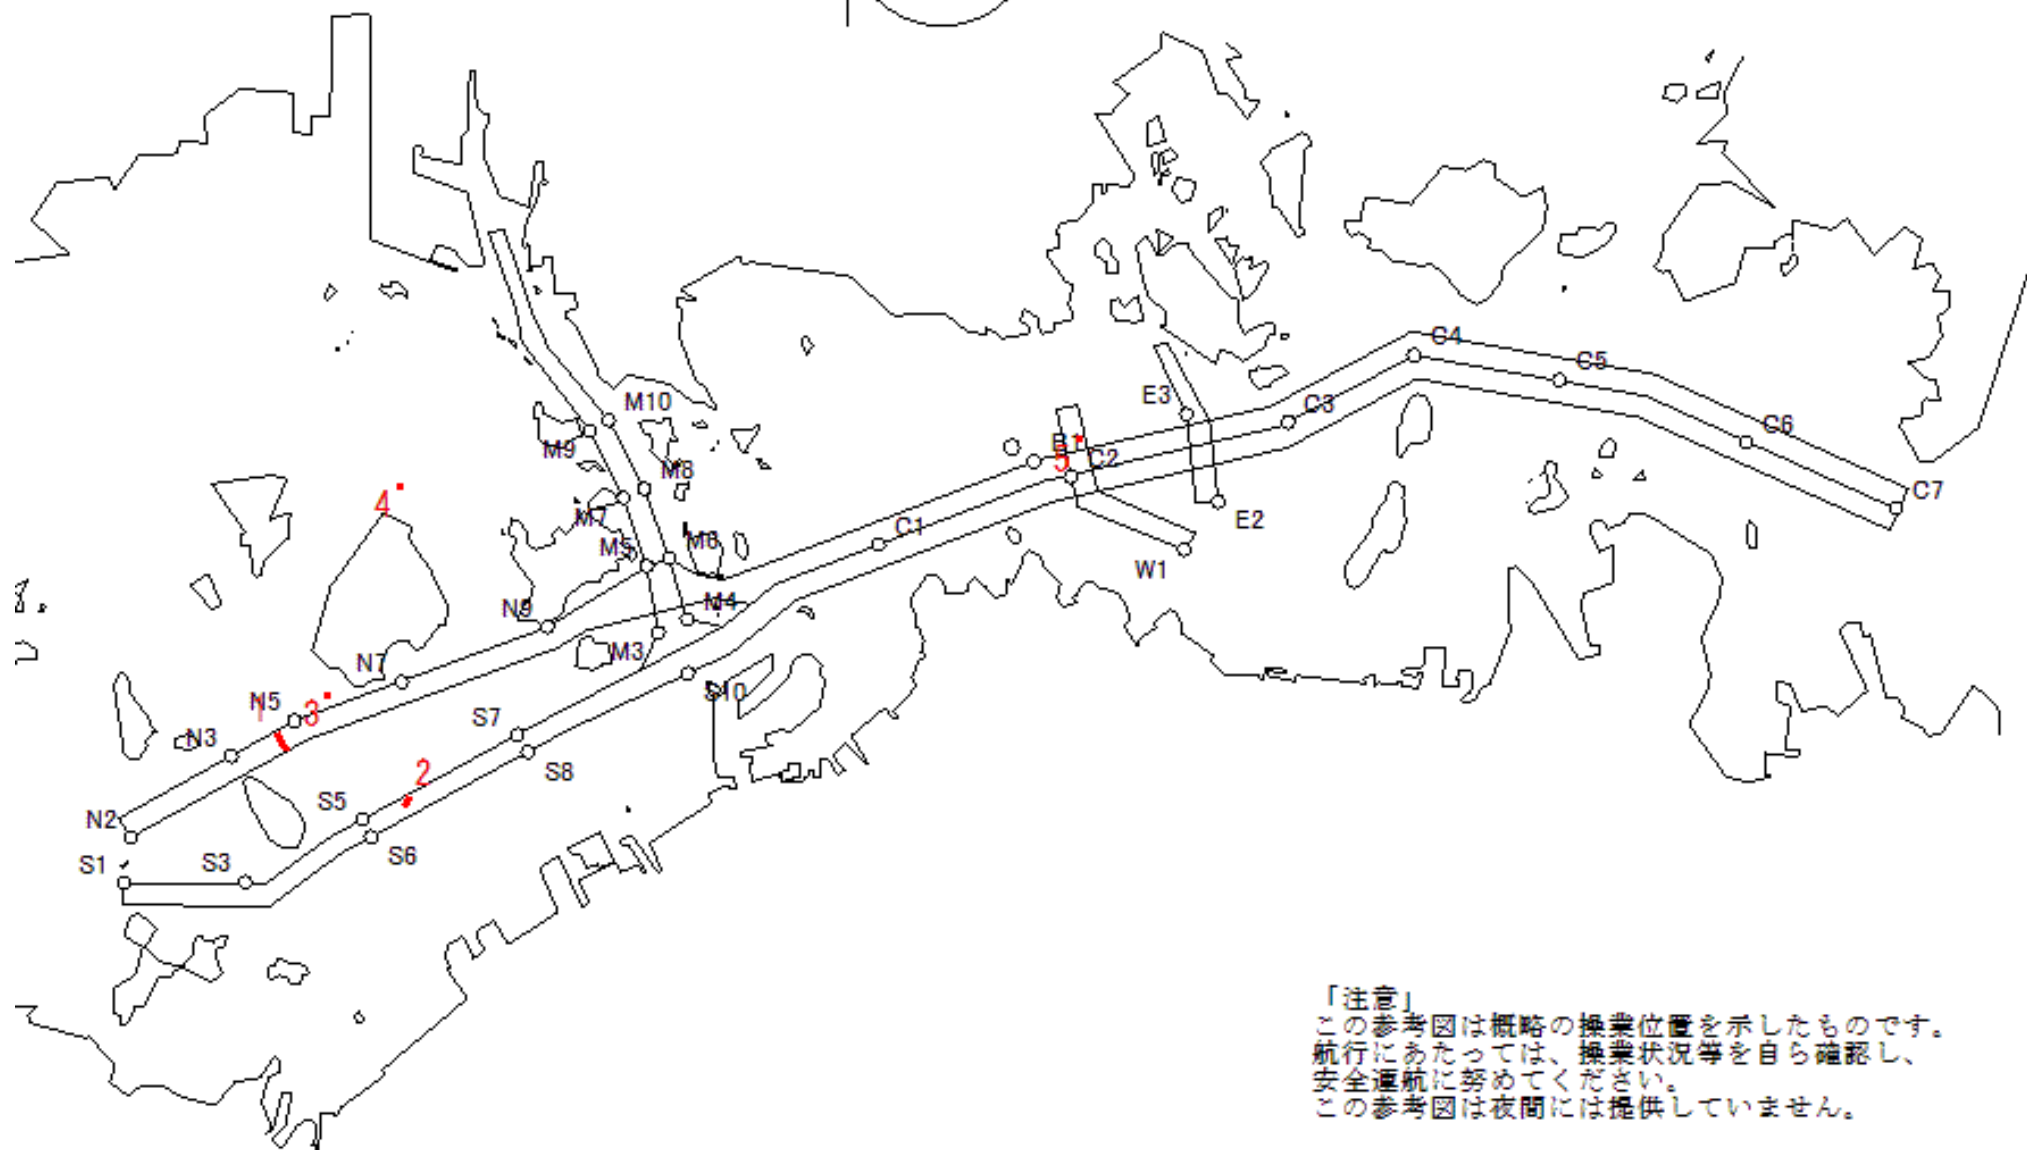 C4
C5
M10
E3
C3
C6
M9
B1
5
C2
M8
C7
4
M7
E2
C1
M5
M6
W1
N9
M4
M3
N7
N5
1
3
S10
S7
N3
2
S8
S5
N2
S6
S1
S3
「注意」
この参考図は概略の操業位置を示したものです。
航行にあたっては、操業状況等を自ら確認し、
安全運航に努めてください。
この参考図は夜間には提供していません。